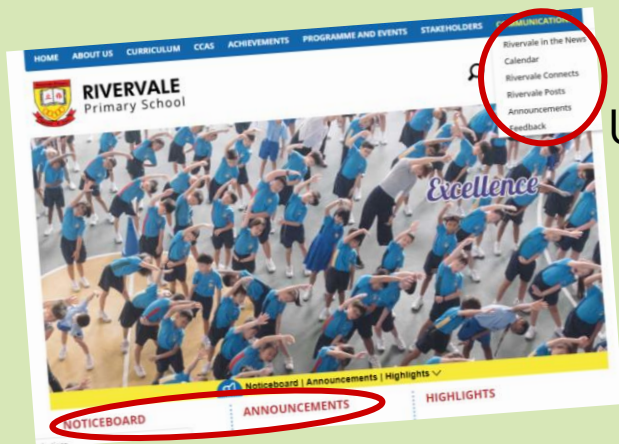 HOME ABOUT US CURRICULUM CCAS ACHIEVEMENTS PROGRAMME AND EVENTS STAKEHOLDERS COMMUNICATION
Rivervale in the News
Calendar
Rivervale Connects
Rivervale Posts
Announcements
Feedback
RIVERVALE
Primary School
Excellence
Noticeboard | Announcements | Highlights
NOTICEBOARD ANNOUNCEMENTS HIGHLIGHTS